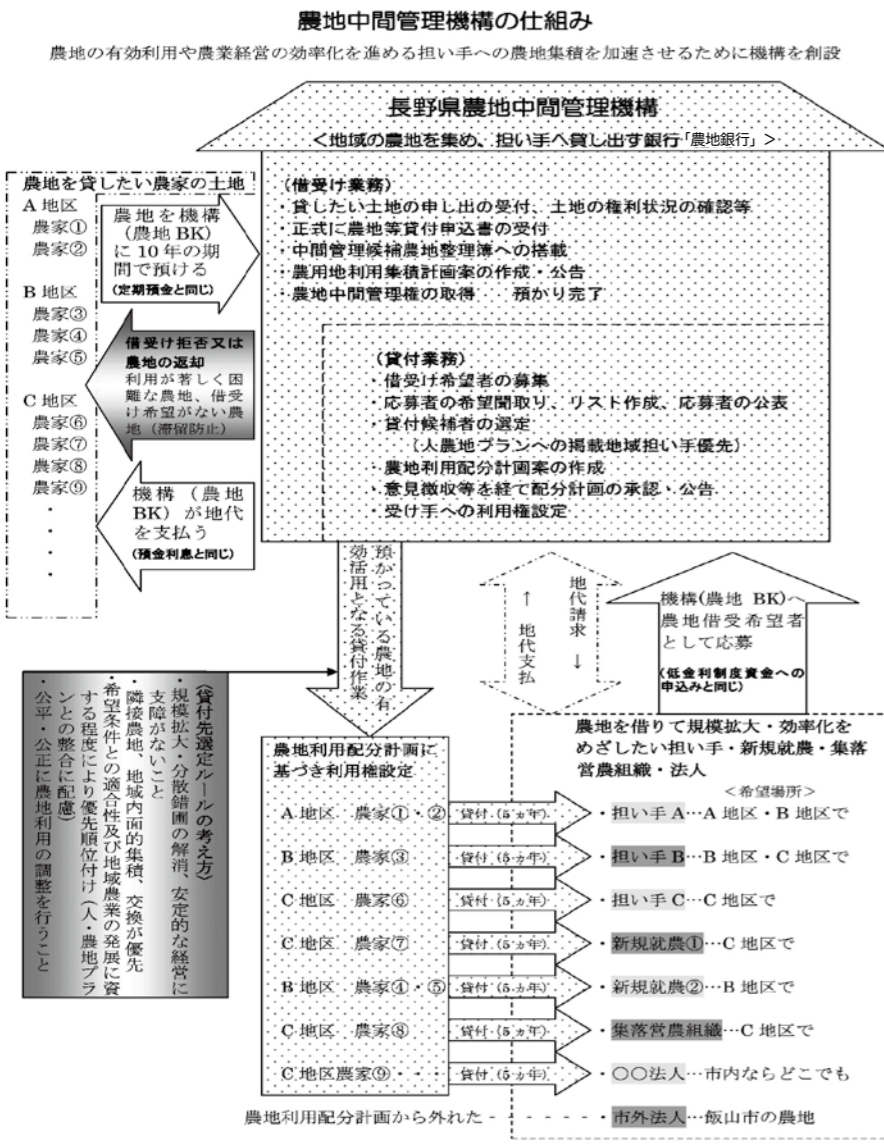 農地中間管理機構の仕組み
農地の有効利用や農業経営の効率化を進める担い手への農地集積を加速させるために機構を創設
長野県農地中間管理機構
＜地域の農地を集め、担い手へ貸し出す銀行「農地銀行」＞
農地を貸したい農家の土地
A 地区
農家①
農家②
B 地区
農家③
農家④
農家⑤
C 地区
農家⑥
農家⑦
農家⑧
農家⑨
・
・
・
・
農地を機構
(農地 BK)
に 10 年の期
間で預ける
(定期預金と同じ)
借受け拒否又は
農地の返却
利用が著しく困
難な農地、借受
け希望がない農
地（滞留防止）
機構（農地
BK）が地代
を支払う
(預金利息と同じ)
(借受け業務)
・貸したい土地の申し出の受付、土地の権利状況の確認等
・正式に農地等貸付申込書の受付
・中間管理候補農地整理簿への搭載
・農用地利用集積計画案の作成・公告
・農地中間管理権の取得　預かり完了
(貸付業務)
・借受け希望者の募集
・応募者の希望聞取り、リスト作成、応募者の公表
・貸付候補者の選定
（人農地プランへの掲載地域担い手優先）
・農地利用配分計画案の作成
・意見徴収等を経て配分計画の承認・公告
・受け手への利用権設定
預かっている農地の有
効活用となる貸付作業
地代請求　↓
↑　地代支払
機構(農地 BK)へ
農地借受希望者
として応募
(低金利制度資金への
申込みと同じ)
《貸付先選定ルールの考え方》
・規模拡大・分散錯圃の解消、安定的な経営に
支障がないこと
・隣接農地、地域内面的集積、交換が優先
・希望条件との適合性及び地域農業の発展に資
する程度により優先順位付け（人・農地プラ
ンとの整合に配慮）
・公平・公正に農地利用の調整を行うこと
農地利用配分計画に
基づき利用権設定
農地を借りて規模拡大・効率化を
めざしたい担い手・新規就農・集落
営農組織・法人
＜希望場所＞
A 地区　農家①・② 貸付（5ヵ年） ・担い手 A…A 地区・B 地区で
B 地区　農家③ 貸付（5ヵ年） ・担い手 B…B 地区・C 地区で
C 地区　農家⑥ 貸付（5ヵ年） ・担い手 C…C 地区で
C 地区　農家⑦ 貸付（5ヵ年） ・新規就農①…C 地区で
B 地区　農家④・⑤ 貸付（5ヵ年） ・新規就農②…B 地区で
C 地区　農家⑧ 貸付（5ヵ年） ・集落営農組織…C 地区で
C 地区農家⑨・・・ 貸付（5ヵ年） ・〇〇法人…市内ならどこでも
農地利用配分計画から外れた - - - - - - ・市外法人…飯山市の農地